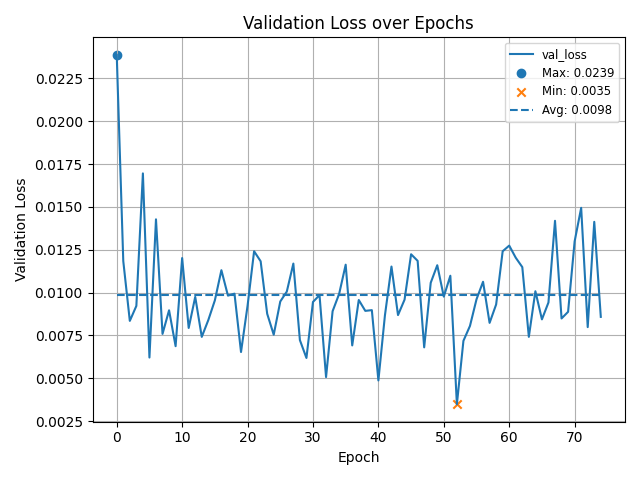 Validation Loss over Epochs
val_loss
Max: 0.0239
Min: 0.0035
Avg: 0.0098
Validation Loss
0.0225
0.0200
0.0175
0.0150
0.0125
0.0100
0.0075
0.0050
0.0025
0 10 20 30 40 50 60 70
Epoch